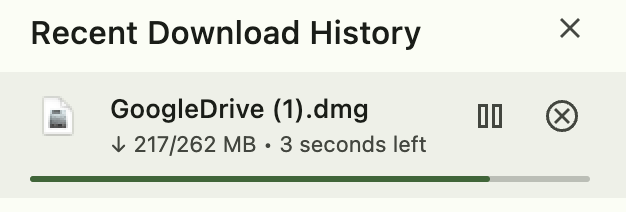 Recent Download History
GoogleDrive (1).dmg
↓ 217/262 MB • 3 seconds left